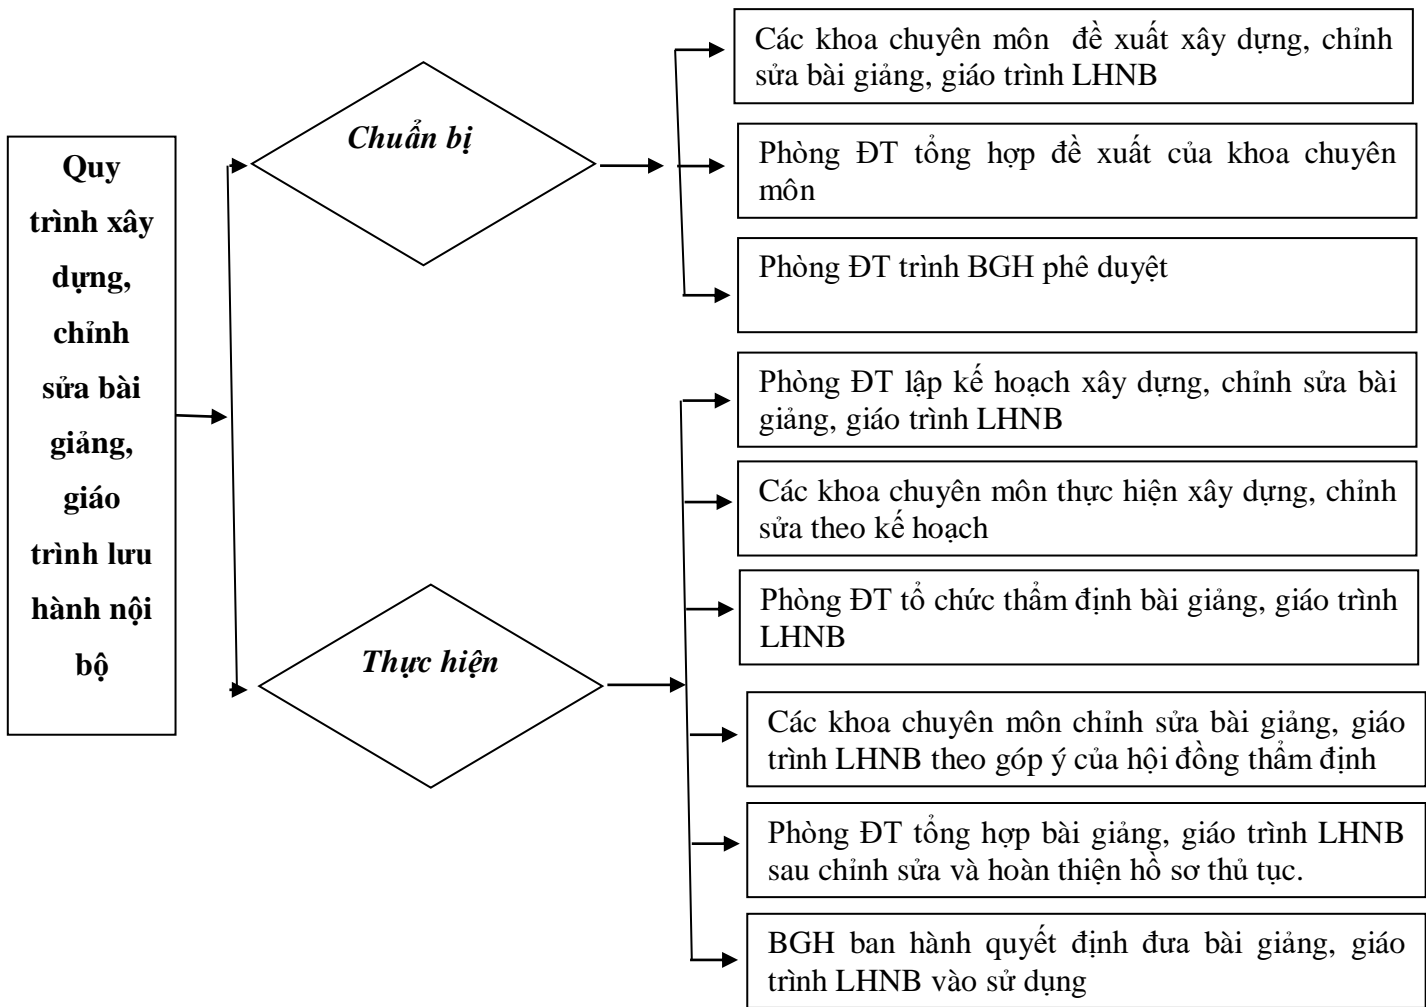 Quy
trình xây
dựng,
chỉnh
sửa bài
giảng,
giáo
trình lưu
hành nội
bộ
Chuẩn bị
Các khoa chuyên môn đề xuất xây dựng, chỉnh
sửa bài giảng, giáo trình LHNB
Phòng ĐT tổng hợp đề xuất của khoa chuyên
môn
Phòng ĐT trình BGH phê duyệt
Thực hiện
Phòng ĐT lập kế hoạch xây dựng, chỉnh sửa bài
giảng, giáo trình LHNB
Các khoa chuyên môn thực hiện xây dựng, chỉnh
sửa theo kế hoạch
Phòng ĐT tổ chức thẩm định bài giảng, giáo trình
LHNB
Các khoa chuyên môn chỉnh sửa bài giảng, giáo
trình LHNB theo góp ý của hội đồng thẩm định
Phòng ĐT tổng hợp bài giảng, giáo trình LHNB
sau chỉnh sửa và hoàn thiện hồ sơ thủ tục.
BGH ban hành quyết định đưa bài giảng, giáo
trình LHNB vào sử dụng